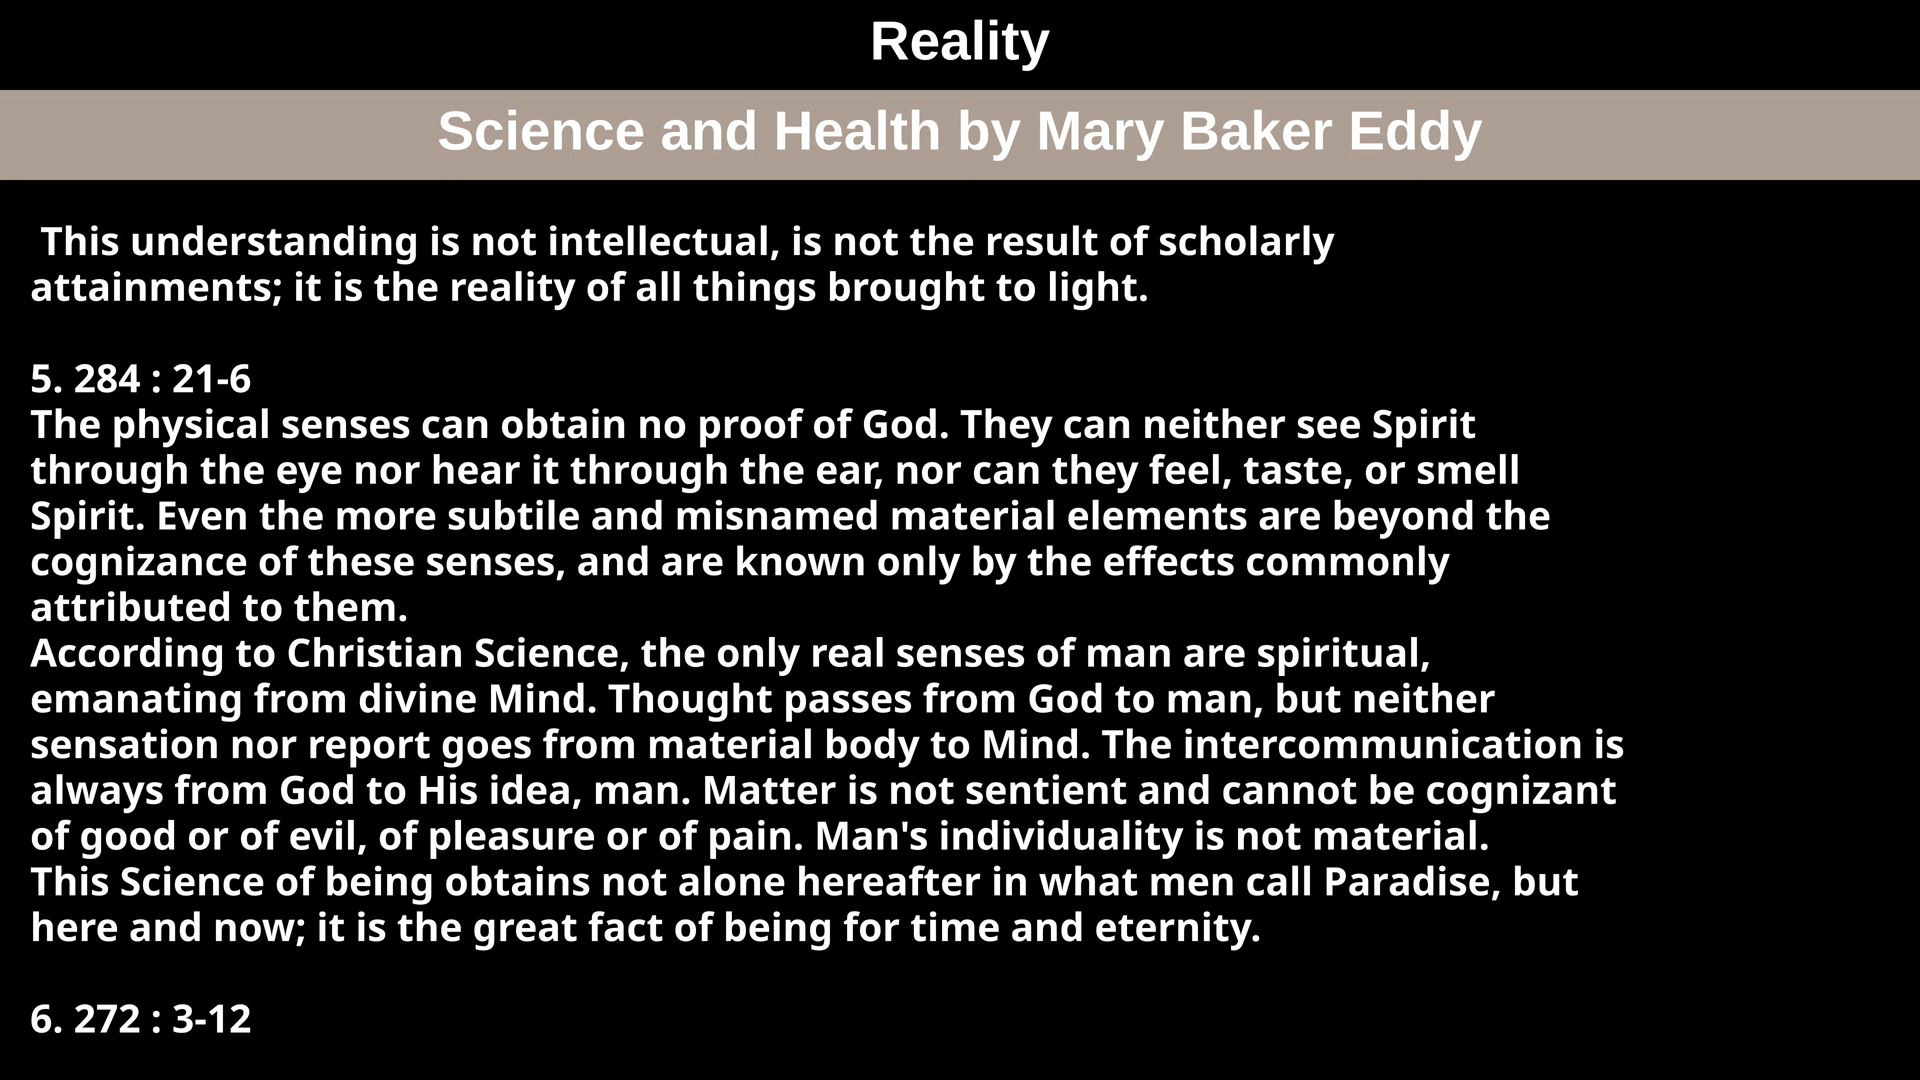 Reality
Science and Health by Mary Baker Eddy
This understanding is not intellectual, is not the result of scholarly
attainments; it is the reality of all things brought to light.
5. 284 : 21-6
The physical senses can obtain no proof of God. They can neither see Spirit
through the eye nor hear it through the ear, nor can they feel, taste, or smell
Spirit. Even the more subtile and misnamed material elements are beyond the
cognizance of these senses, and are known only by the effects commonly
attributed to them.
According to Christian Science, the only real senses of man are spiritual,
emanating from divine Mind. Thought passes from God to man, but neither
sensation nor report goes from material body to Mind. The intercommunication is
always from God to His idea, man. Matter is not sentient and cannot be cognizant
of good or of evil, of pleasure or of pain. Man's individuality is not material.
This Science of being obtains not alone hereafter in what men call Paradise, but
here and now; it is the great fact of being for time and eternity.
6. 272 : 3-12